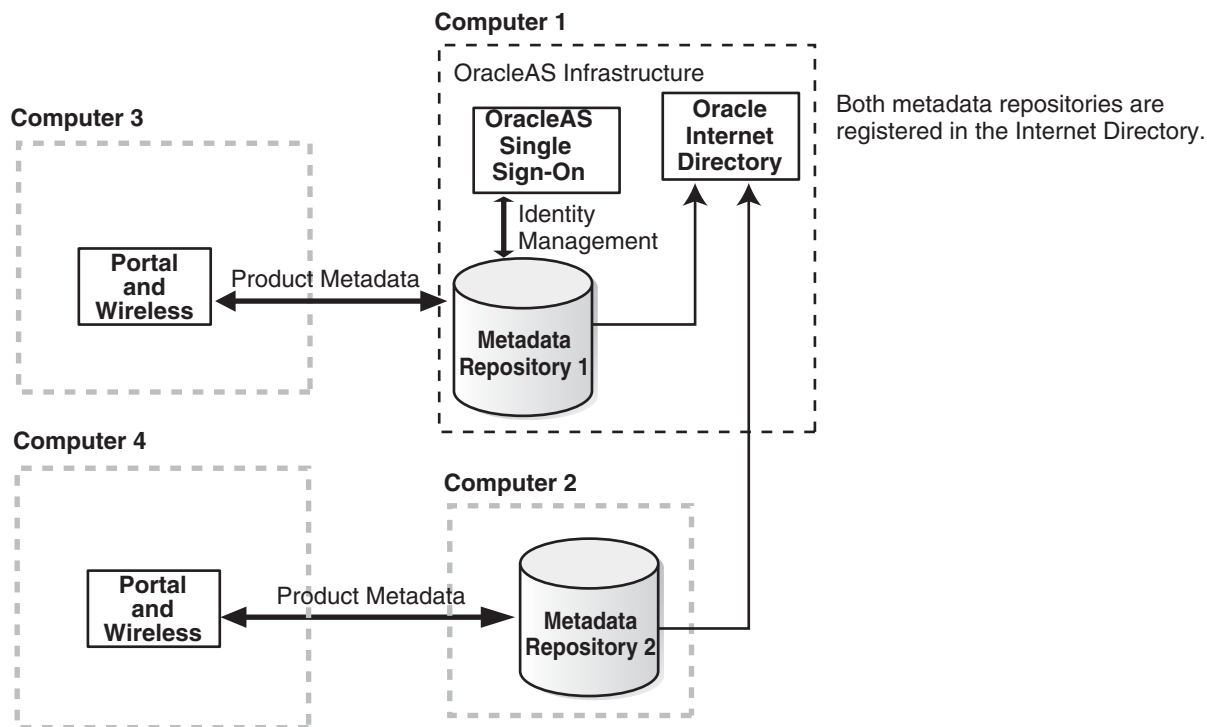 Computer 1
OracleAS Infrastructure
OracleAS
Single
Sign-On
Oracle
Internet
Directory
Both metadata repositories are
registered in the Internet Directory.
Computer 3
Identity
Management
Portal
and
Wireless
Product Metadata
Metadata
Repository 1
Computer 4
Computer 2
Portal
and
Wireless
Product Metadata
Metadata
Repository 2